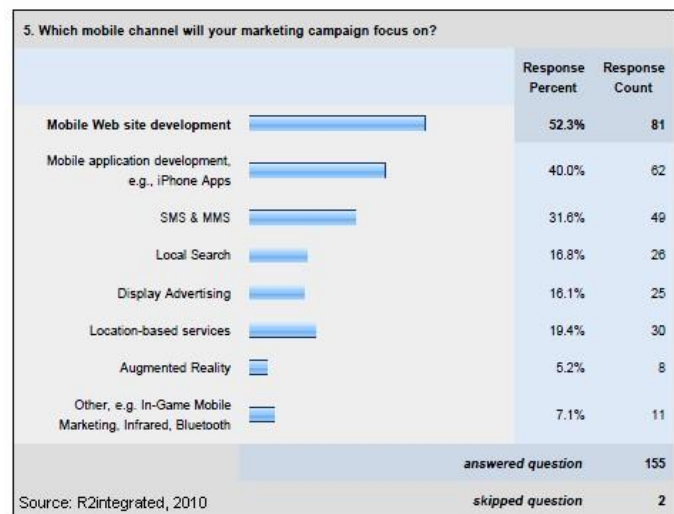 5. Which mobile channel will your marketing campaign focus on?
Response Percent
Response Count
Mobile Web site development 52.3% 81
Mobile application development, e.g., iPhone Apps 40.0% 62
SMS & MMS 31.6% 49
Local Search 16.8% 26
Display Advertising 16.1% 25
Location-based services 19.4% 30
Augmented Reality 5.2% 8
Other, e.g. In-Game Mobile Marketing, Infrared, Bluetooth 7.1% 11
answered question 155
Source: R2integrated, 2010
skipped question 2